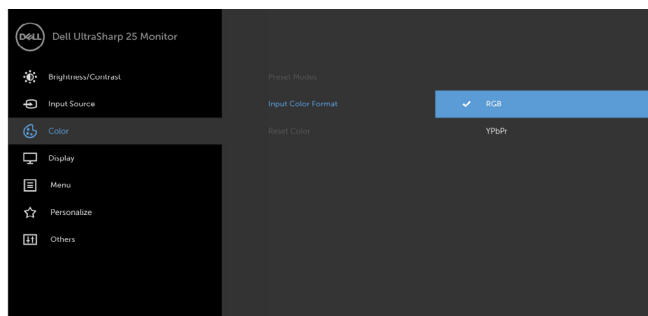 DELL Dell UltraSharp 25 Monitor
Brightness/Contrast
Preset Modes
Input Source
Input Color Format
RGB
Color
Reset Color
YPbPr
Display
Menu
Personalize
Others